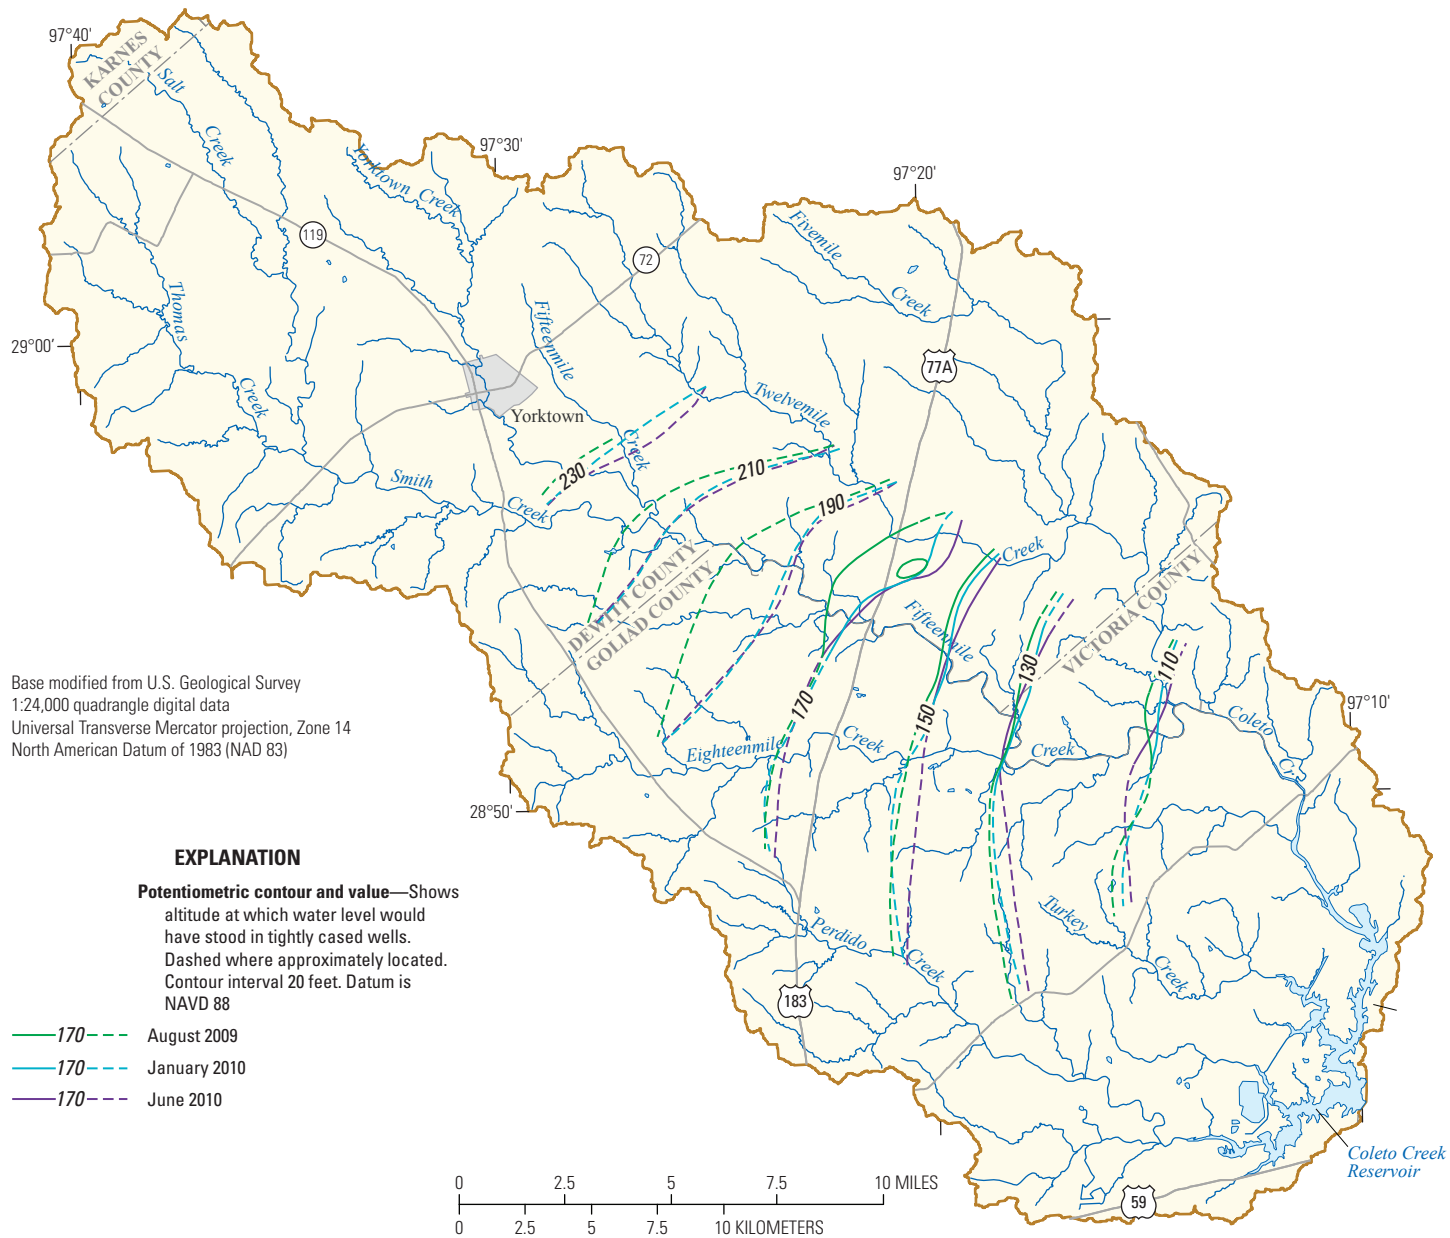 97°40'
KARNES
COUNTY
Salt
Creek
Yorktown Creek
97°30'
97°20'
119
72
Fivemile
Creek
Thomas
Creek
Fifteenmile
Creek
29°00'
77A
Twelvemile
Creek
Yorktown
230
210
190
Smith
Creek
DEWITT COUNTY
GOLIAD COUNTY
Fifteenmile
Creek
VICTORIA COUNTY
170
150
130
110
Eighteenmile
Creek
Coleto
Cr
97°10'
28°50'
Perdido
Creek
Turkey
Creek
183
59
Coleto Creek
Reservoir
Base modified from U.S. Geological Survey
1:24,000 quadrangle digital data
Universal Transverse Mercator projection, Zone 14
North American Datum of 1983 (NAD 83)
EXPLANATION
Potentiometric contour and value—Shows
altitude at which water level would
have stood in tightly cased wells.
Dashed where approximately located.
Contour interval 20 feet. Datum is
NAVD 88
170 August 2009
170 January 2010
170 June 2010
0 2.5 5 7.5 10 MILES
0 2.5 5 7.5 10 KILOMETERS